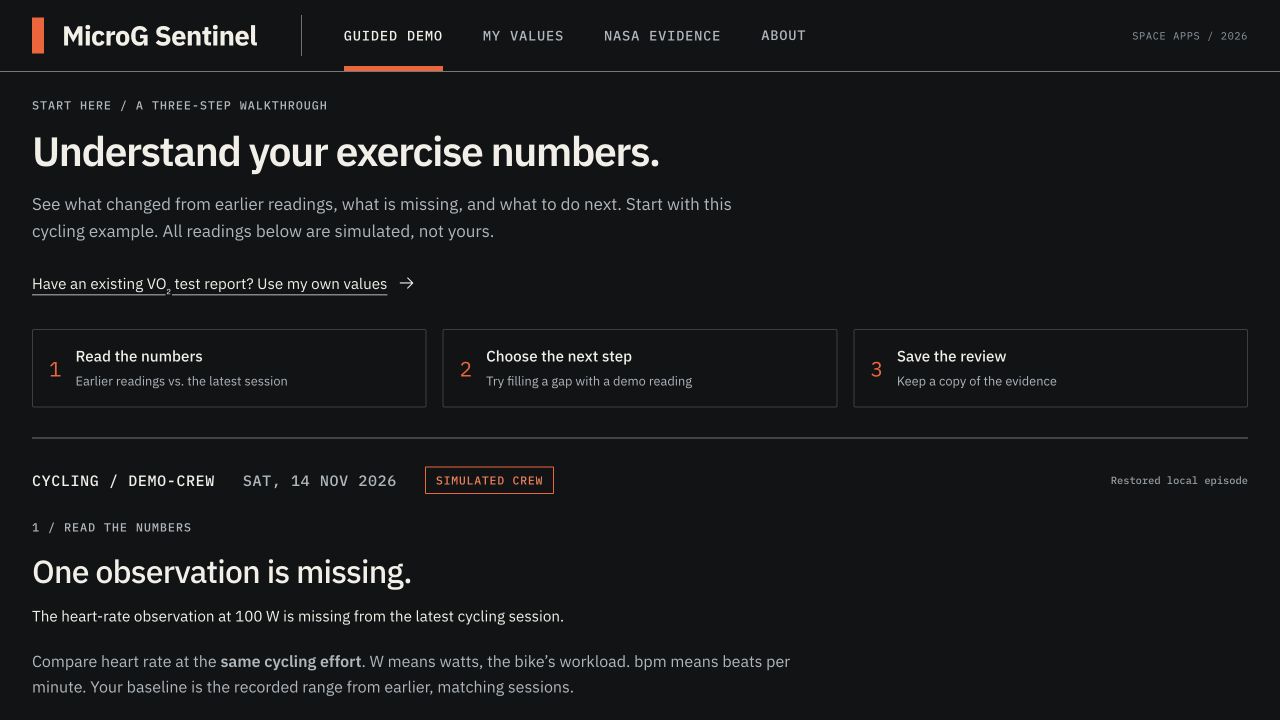 MicroG Sentinel
GUIDED DEMO
MY VALUES
NASA EVIDENCE
ABOUT
SPACE APPS / 2026
START HERE / A THREE-STEP WALKTHROUGH
Understand your exercise numbers.
See what changed from earlier readings, what is missing, and what to do next. Start with this
cycling example. All readings below are simulated, not yours.
Have an existing VO₂ test report? Use my own values →
1
Read the numbers
Earlier readings vs. the latest session
2
Choose the next step
Try filling a gap with a demo reading
3
Save the review
Keep a copy of the evidence
CYCLING / DEMO-CREW
SAT, 14 NOV 2026
SIMULATED CREW
Restored local episode
1 / READ THE NUMBERS
One observation is missing.
The heart-rate observation at 100 W is missing from the latest cycling session.
Compare heart rate at the same cycling effort. W means watts, the bike’s workload. bpm means beats per
minute. Your baseline is the recorded range from earlier, matching sessions.